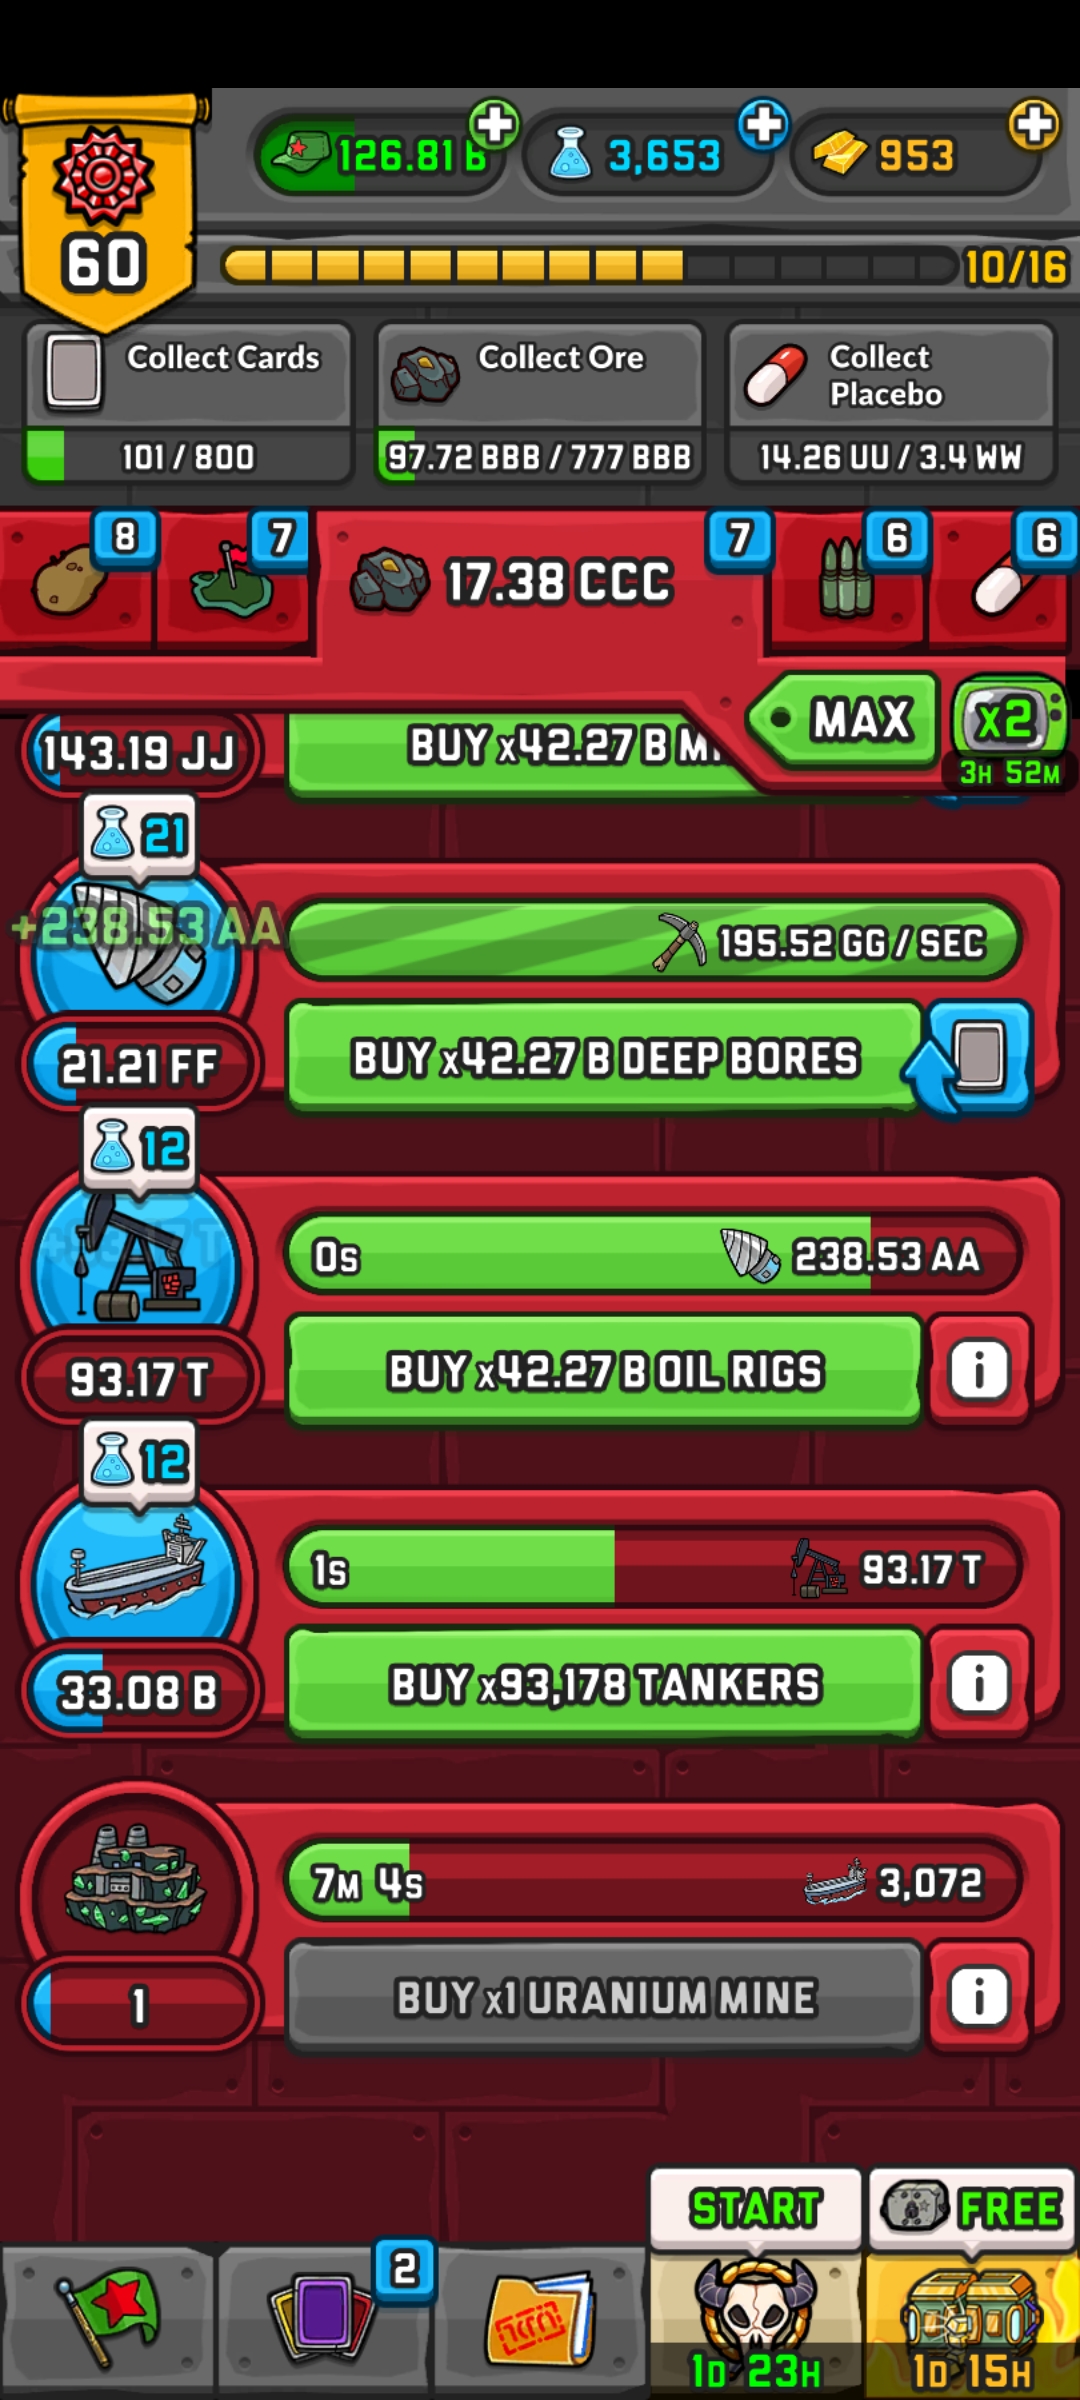 60
126.81 B
3,653
953
10/16
Collect Cards
101 / 800
Collect Ore
97.72 BBB / 777 BBB
Collect
Placebo
14.26 UU / 3.4 WW
8
7
17.38 CCC
7
6
6
MAX
x2
3H 52M
143.19 JJ
BUY x42.27 B M
21
+238.53 AA
195.52 GG / SEC
21.21 FF
BUY x42.27 B DEEP BORES
12
0s
238.53 AA
93.17 T
BUY x42.27 B OIL RIGS
i
12
1s
93.17 T
33.08 B
BUY x93,178 TANKERS
i
7M 4s
3,072
1
BUY x1 URANIUM MINE
i
START
FREE
2
1D 23H
1D 15H